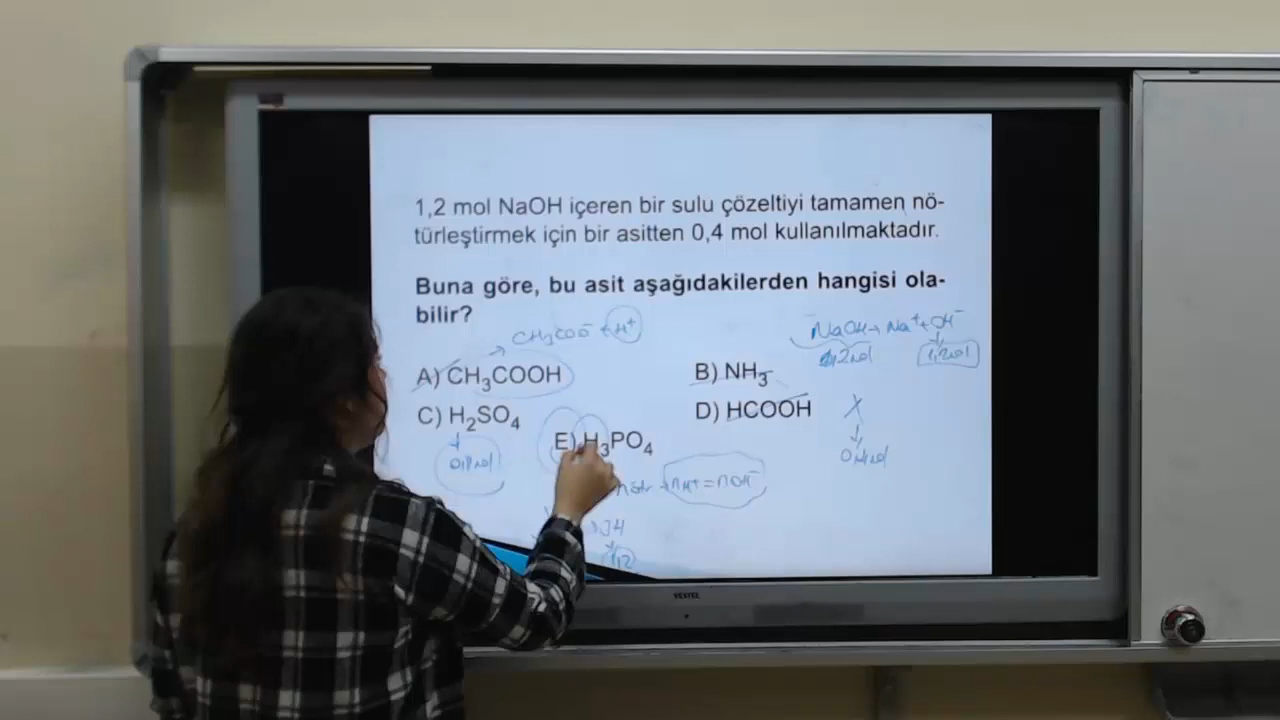 1,2 mol NaOH içeren bir sulu çözeltiyi tamamen nö-
türleştirmek için bir asitten 0,4 mol kullanılmaktadır.
Buna göre, bu asit aşağıdakilerden hangisi ola-
bilir?
CH3COO⁻ + H⁺
NaOH → Na⁺ + OH⁻
1,2mol 1,2mol
A) CH₃COOH B) NH₃
C) H₂SO₄ D) HCOOH X
E) H₃PO₄
0,4mol
nH⁺ = nOH⁻
1,2
VESTEL